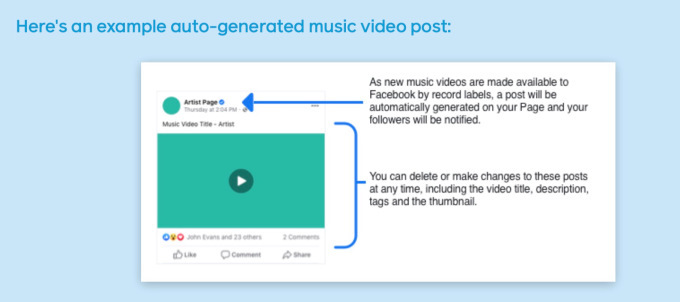 Here's an example auto-generated music video post:
As new music videos are made available to
Facebook by record labels, a post will be
automatically generated on your Page and your
followers will be notified.
Artist Page
Thursday at 2:04 PM ·
Music Video Title - Artist
You can delete or make changes to these posts
at any time, including the video title, description,
tags and the thumbnail.
John Evans and 23 others 2 Comments
Like Comment Share